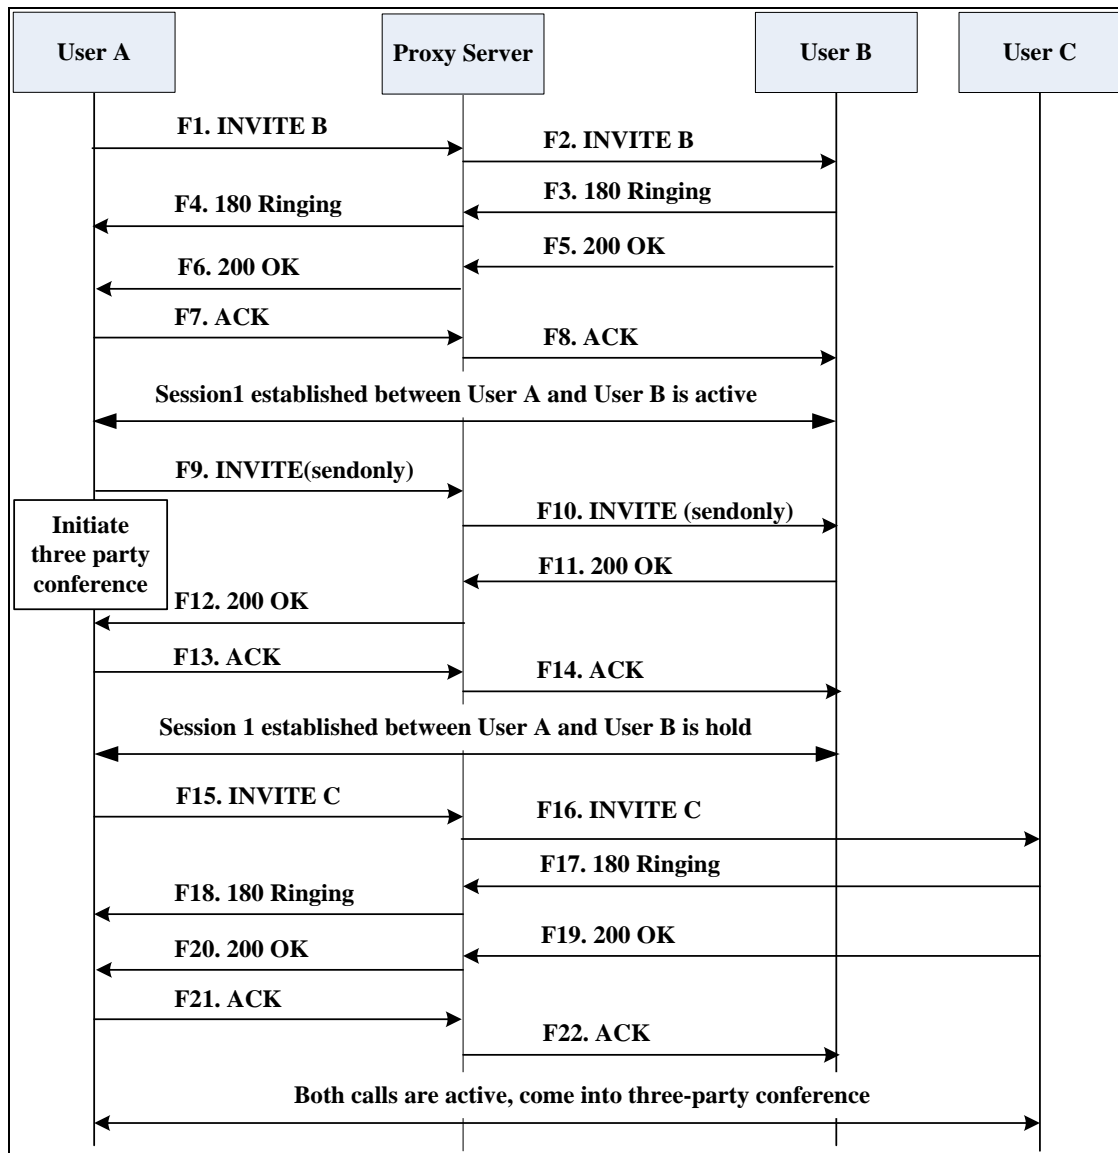 User A
Proxy Server
User B
User C
F1. INVITE B
F2. INVITE B
F3. 180 Ringing
F4. 180 Ringing
F5. 200 OK
F6. 200 OK
F7. ACK
F8. ACK
Session1 established between User A and User B is active
F9. INVITE(sendonly)
F10. INVITE (sendonly)
Initiate
three party
conference
F11. 200 OK
F12. 200 OK
F13. ACK
F14. ACK
Session 1 established between User A and User B is hold
F15. INVITE C
F16. INVITE C
F17. 180 Ringing
F18. 180 Ringing
F19. 200 OK
F20. 200 OK
F21. ACK
F22. ACK
Both calls are active, come into three-party conference